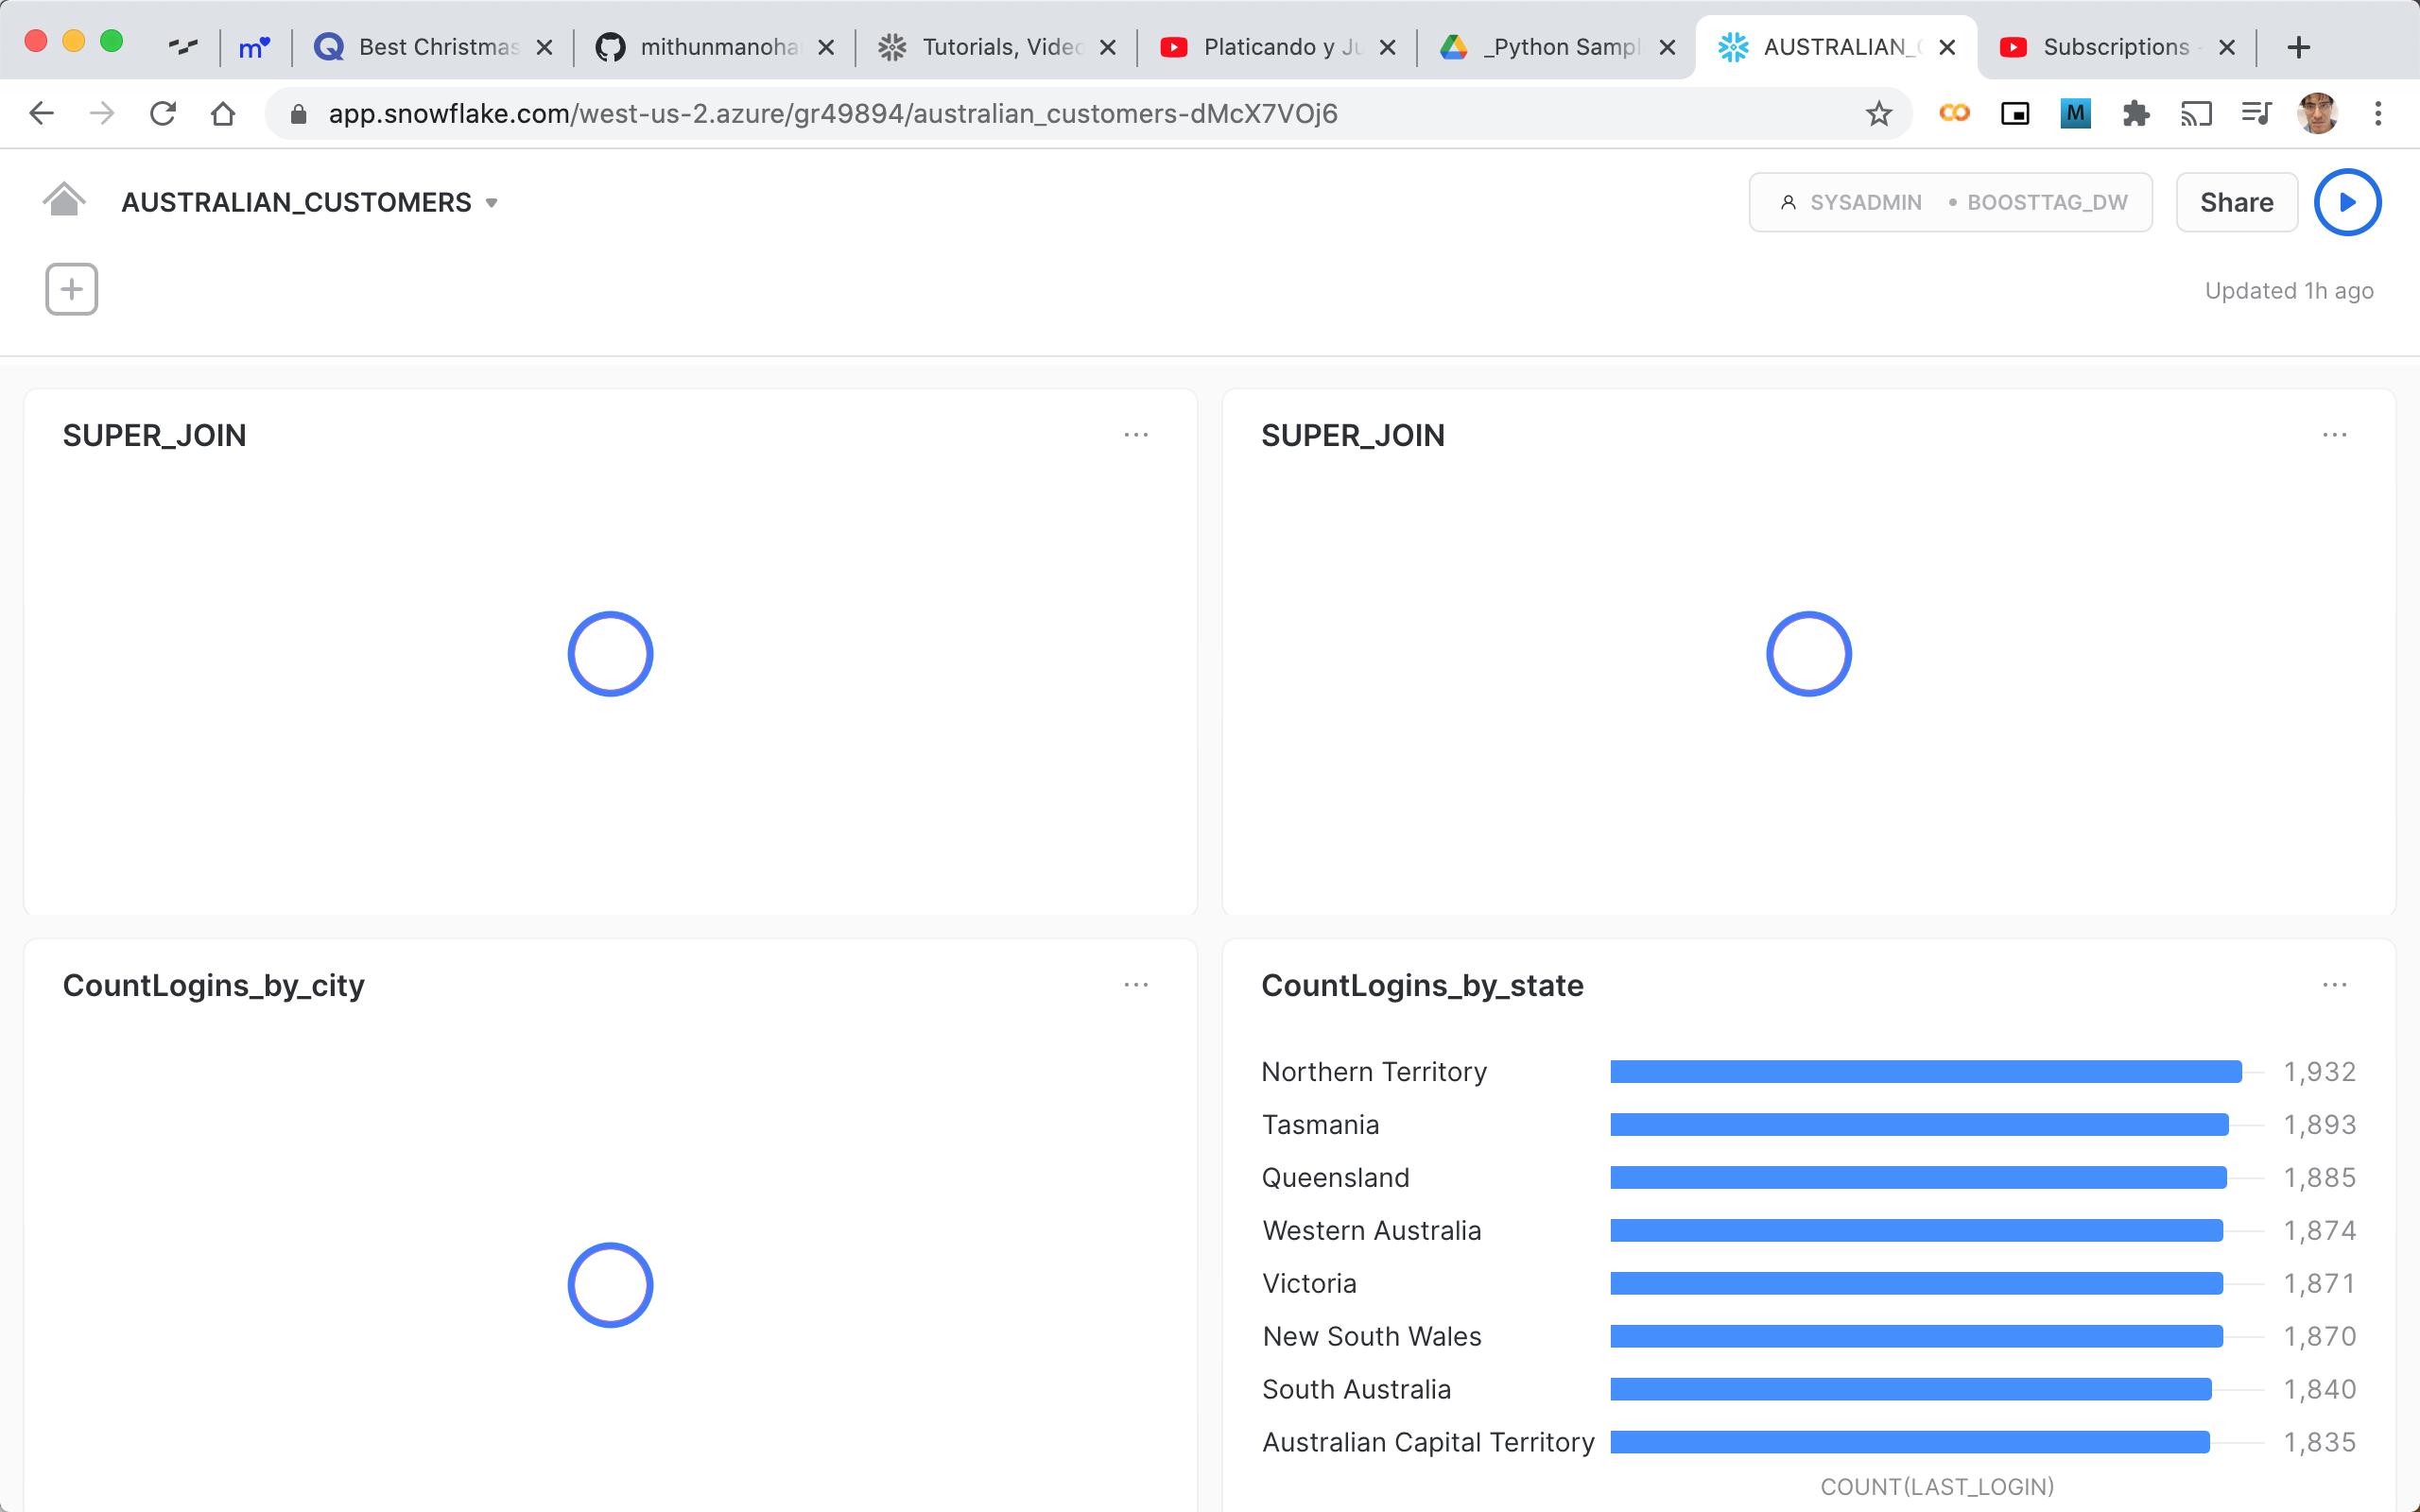 Best Christmas
mithunmanoha
Tutorials, Videc
Platicando y Ju
_Python Sampl
AUSTRALIAN_C
Subscriptions -
app.snowflake.com/west-us-2.azure/gr49894/australian_customers-dMcX7VOj6
M
AUSTRALIAN_CUSTOMERS
SYSADMIN • BOOSTTAG_DW
Share
Updated 1h ago
SUPER_JOIN
SUPER_JOIN
CountLogins_by_city
CountLogins_by_state
Northern Territory 1,932
Tasmania 1,893
Queensland 1,885
Western Australia 1,874
Victoria 1,871
New South Wales 1,870
South Australia 1,840
Australian Capital Territory 1,835
COUNT(LAST_LOGIN)